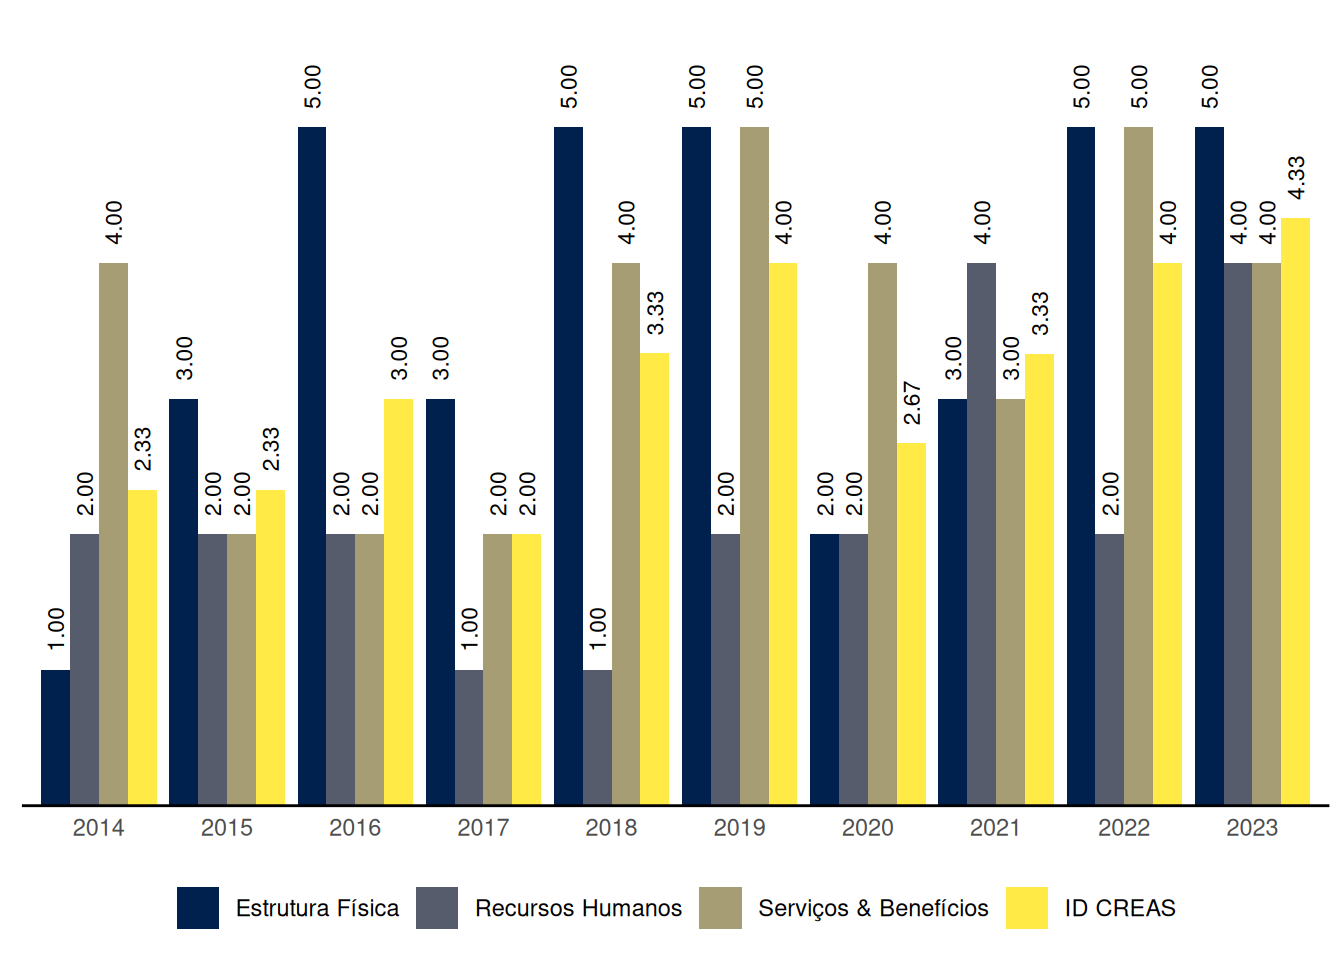 5.00 5.00 5.00 5.00 5.00 5.00 5.00
4.33
4.00 4.00 4.00 4.00 4.00 4.00 4.00 4.00
3.33 3.33
3.00 3.00 3.00 3.00 3.00
2.67
2.33 2.33
2.00 2.00 2.00 2.00 2.00 2.00 2.00 2.00 2.00 2.00 2.00
1.00 1.00 1.00
2014 2015 2016 2017 2018 2019 2020 2021 2022 2023
Estrutura Física Recursos Humanos Serviços & Benefícios ID CREAS